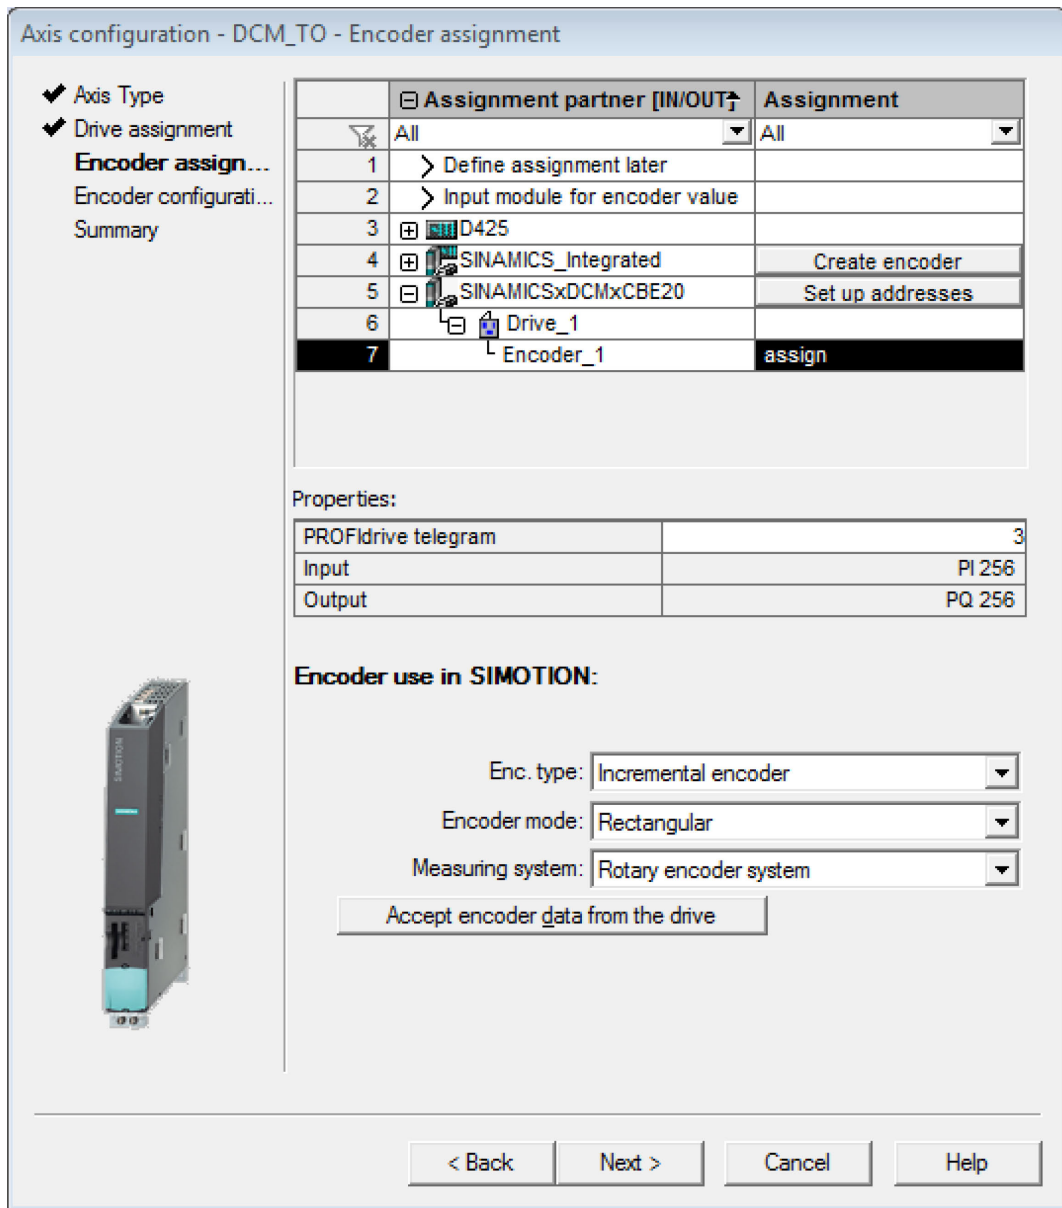 Axis configuration - DCM_TO - Encoder assignment
Axis Type
Drive assignment
Encoder assign...
Encoder configurati...
Summary
Assignment partner [IN/OUT] Assignment
All All
1 Define assignment later
2 Input module for encoder value
3 D425
4 SINAMICS_Integrated Create encoder
5 SINAMICSxDCMxCBE20 Set up addresses
6 Drive_1
7 Encoder_1 assign
Properties:
PROFIdrive telegram 3
Input PI 256
Output PQ 256
SIMOTION
Encoder use in SIMOTION:
Enc. type: Incremental encoder
Encoder mode: Rectangular
Measuring system: Rotary encoder system
Accept encoder data from the drive
< Back Next > Cancel Help